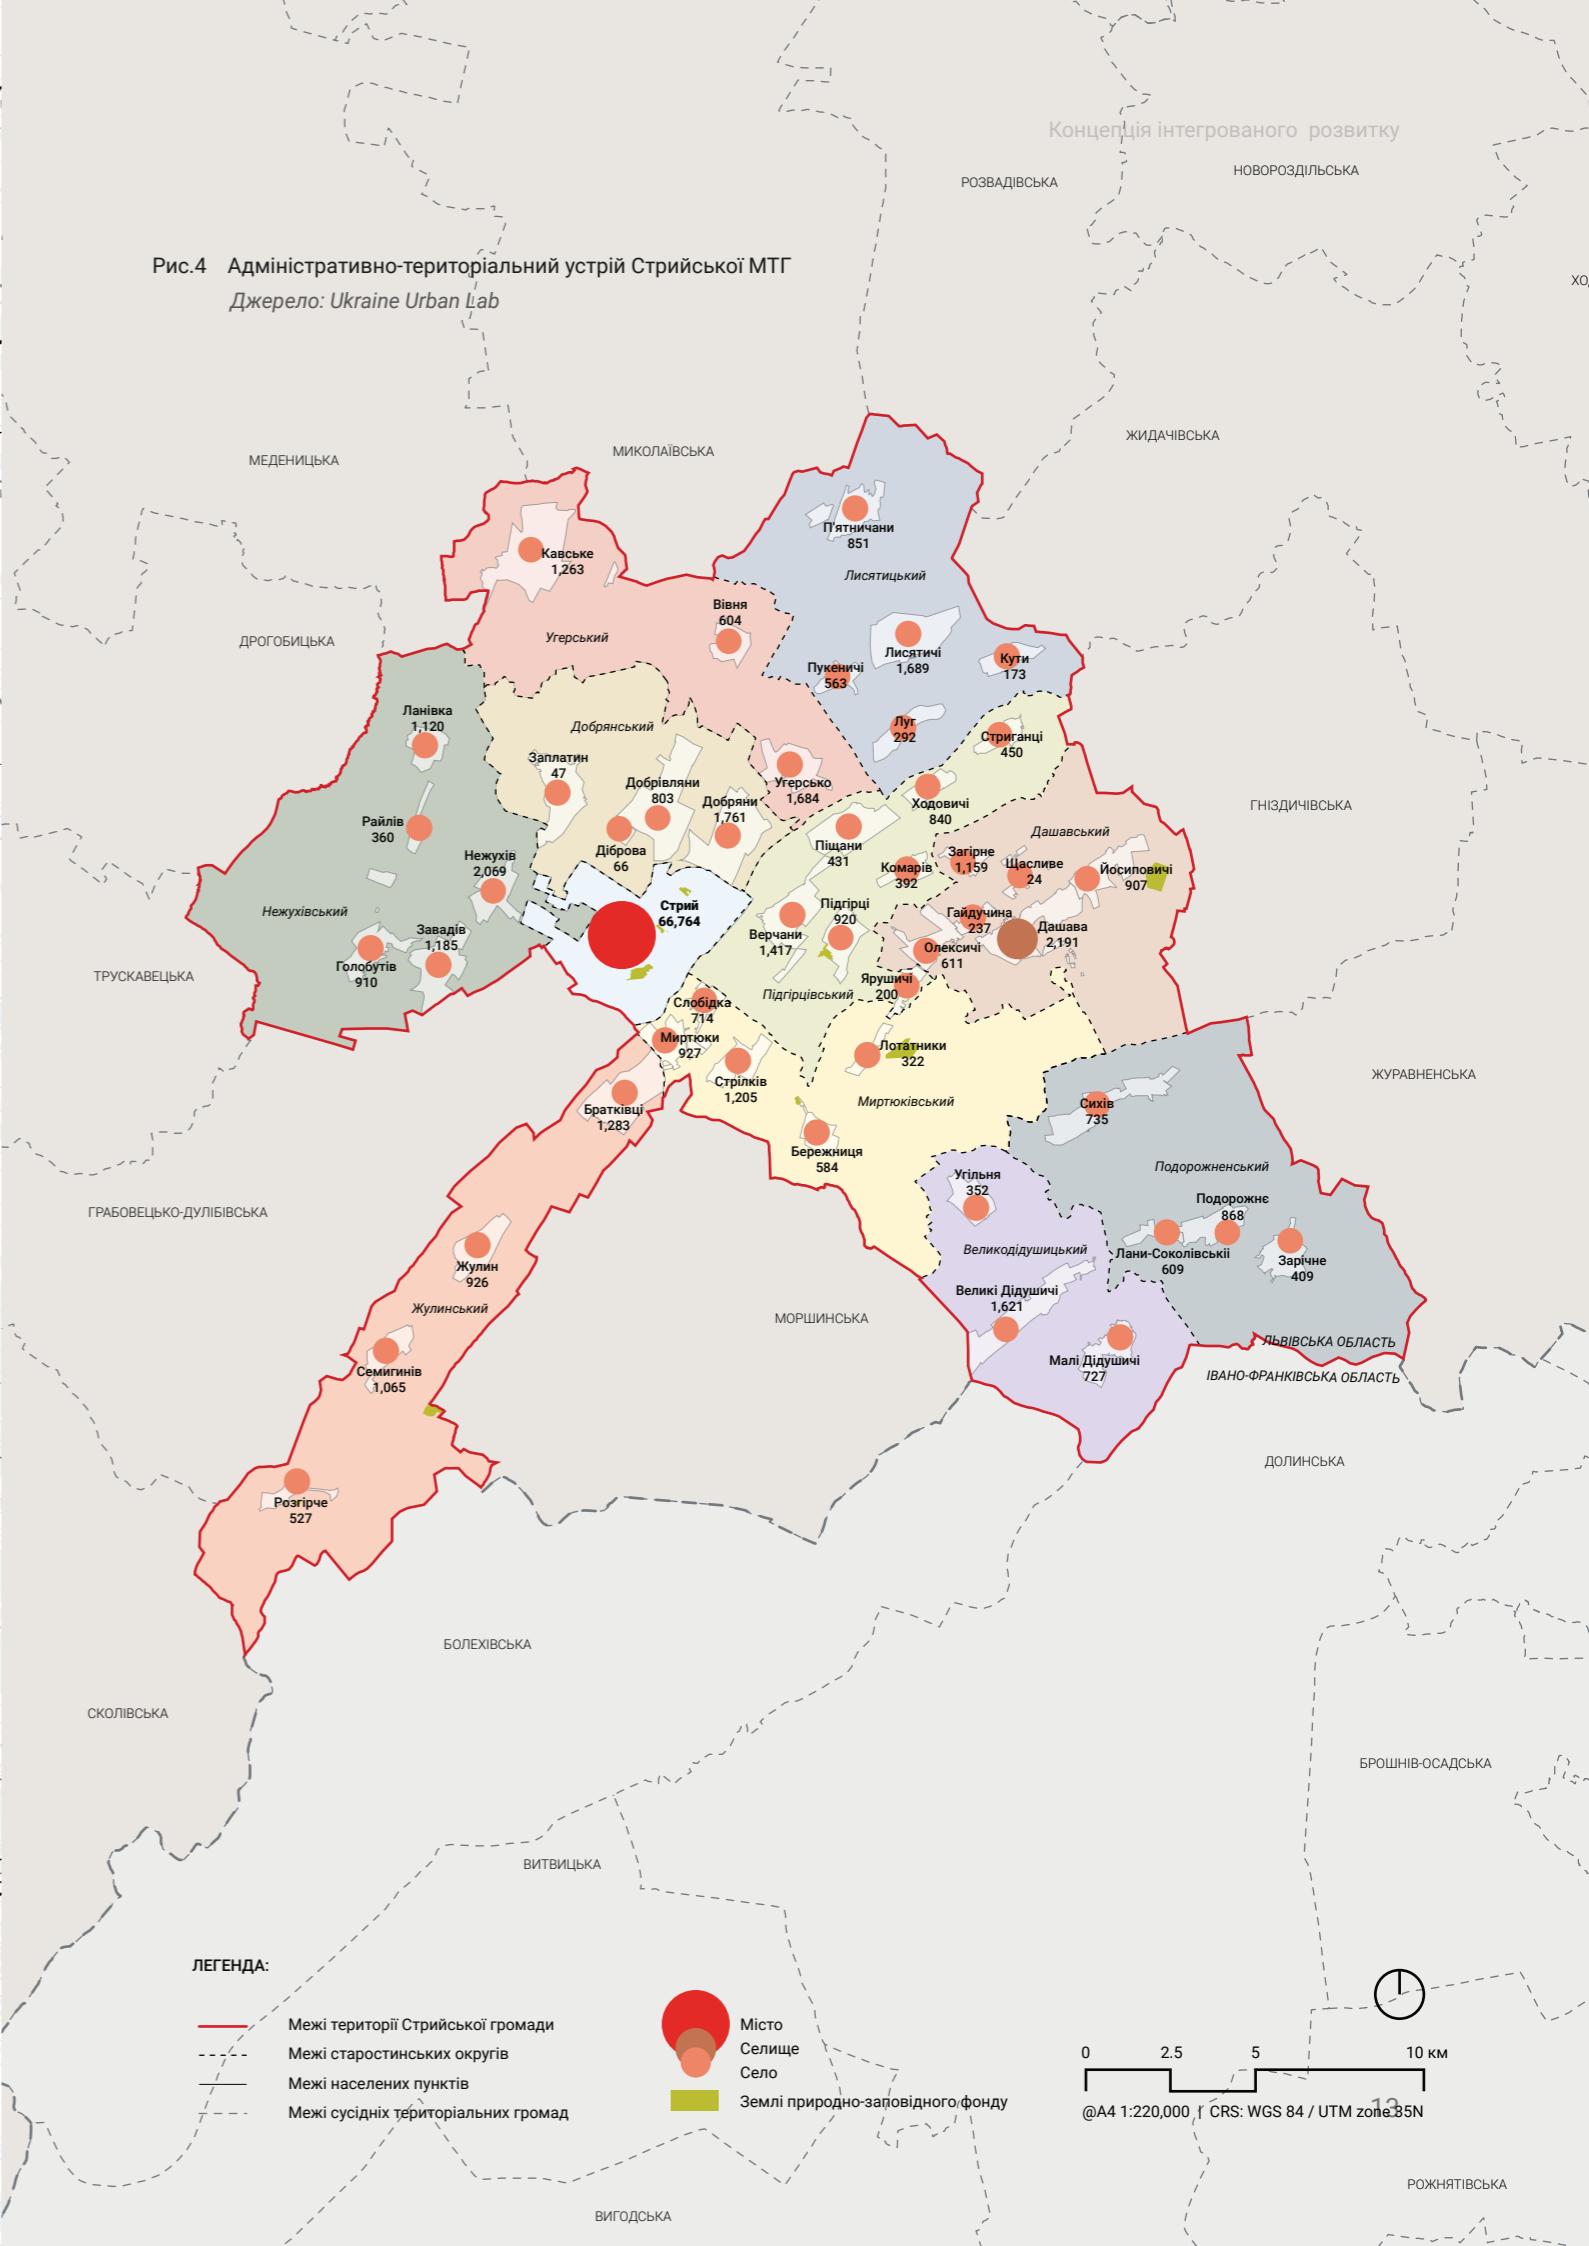 Концепція інтегрованого розвитку
РОЗВАДІВСЬКА
НОВОРОЗДІЛЬСЬКА
Рис.4 Адміністративно-територіальний устрій Стрийської МТГ
Джерело: Ukraine Urban Lab
МЕДЕНИЦЬКА
МИКОЛАЇВСЬКА
ЖИДАЧІВСЬКА
П'ятничани
851
Кавське
1,263
Лисятицький
Вівня
604
Угерський
ДРОГОБИЦЬКА
Лисятичі
1,689
Кути
173
Пукеничі
563
Ланівка
1,120
Добрянський
Луг
292
Стриганці
450
Заплатин
47
Добрівляни
803
Угерсько
1,684
Добряни
1,761
Ходовичі
840
ГНІЗДИЧІВСЬКА
Райлів
360
Дашавський
Піщани
431
Діброва
66
Нежухів
2,069
Комарів
392
Загірне
1,159
Щасливе
24
Йосиповичі
907
Нежухівський
Стрий
66,764
Підгірці
920
Гайдучина
237
Дашава
2,191
Завадів
1,185
Верчани
1,417
Олексичі
611
Голобутів
910
ТРУСКАВЕЦЬКА
Підгірцівський
Ярушичі
200
Слобідка
714
Миртюки
927
Лотатники
322
ЖУРАВНЕНСЬКА
Стрілків
1,205
Братківці
1,283
Миртюківський
Сихів
735
Бережниця
584
Угільня
352
Подорожненський
Подорожнє
868
ГРАБОВЕЦЬКО-ДУЛІБІВСЬКА
Великодідушицький
Лани-Соколівській
609
Зарічне
409
Жулин
926
Великі Дідушичі
1,621
Жулинський
МОРШИНСЬКА
ЛЬВІВСЬКА ОБЛАСТЬ
Малі Дідушичі
727
Семигинів
1,065
ІВАНО-ФРАНКІВСЬКА ОБЛАСТЬ
ДОЛИНСЬКА
Розгірче
527
БОЛЕХІВСЬКА
СКОЛІВСЬКА
БРОШНІВ-ОСАДСЬКА
ВИТВИЦЬКА
ЛЕГЕНДА:
Межі території Стрийської громади
Межі старостинських округів
Межі населених пунктів
Межі сусідніх територіальних громад
Місто
Селище
Село
Землі природно-заповідного фонду
0 2.5 5 10 км
@A4 1:220,000 | CRS: WGS 84 / UTM zone 35N
13
РОЖНЯТІВСЬКА
ВИГОДСЬКА